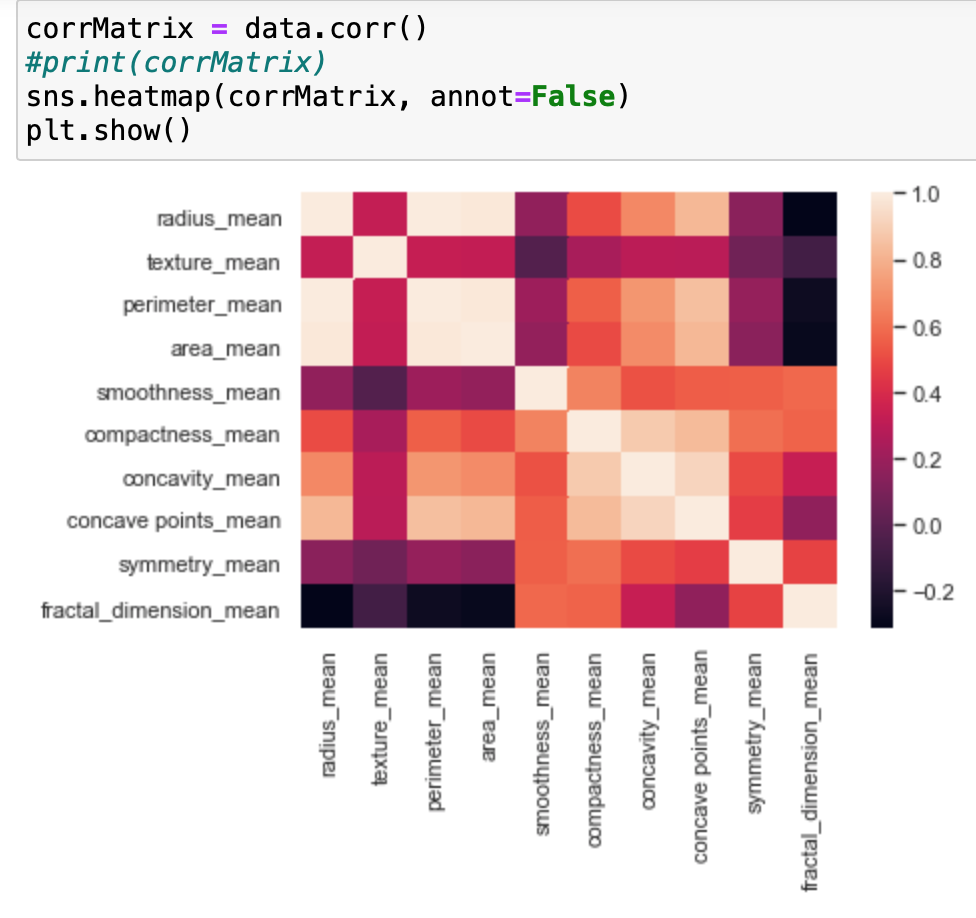 corrMatrix = data.corr()
#print(corrMatrix)
sns.heatmap(corrMatrix, annot=False)
plt.show()
radius_mean
texture_mean
perimeter_mean
area_mean
smoothness_mean
compactness_mean
concavity_mean
concave points_mean
symmetry_mean
fractal_dimension_mean
radius_mean
texture_mean
perimeter_mean
area_mean
smoothness_mean
compactness_mean
concavity_mean
concave points_mean
symmetry_mean
fractal_dimension_mean
1.0
0.8
0.6
0.4
0.2
0.0
−0.2